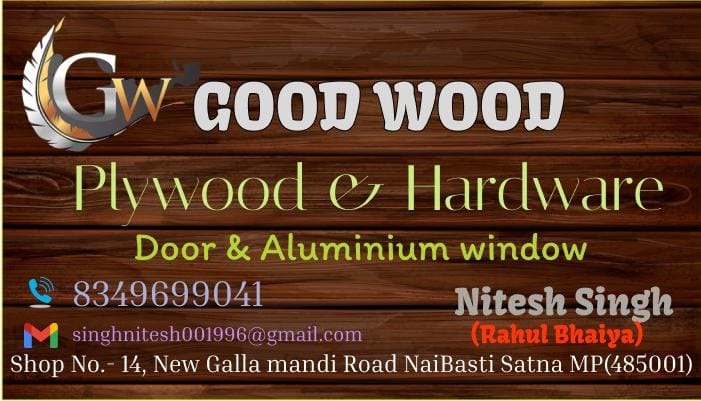 GW GOOD WOOD
Plywood & Hardware
Door & Aluminium window
8349699041
Nitesh Singh
singhnitesh001996@gmail.com
(Rahul Bhaiya)
Shop No.- 14, New Galla mandi Road NaiBasti Satna MP(485001)